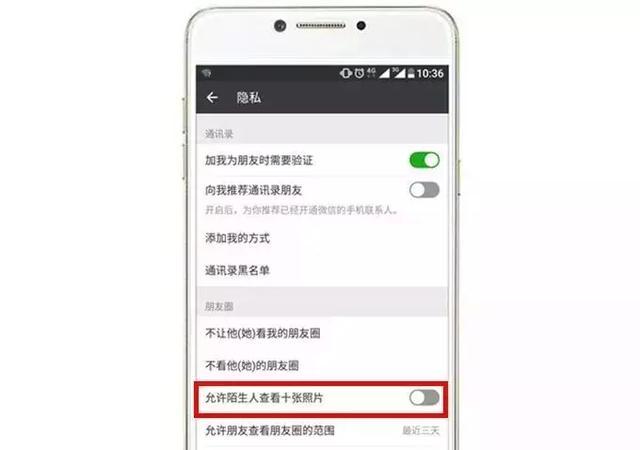 4G 3G 10:36
隐私
通讯录
加我为朋友时需要验证
向我推荐通讯录朋友
开启后，为你推荐已经开通微信的手机联系人。
添加我的方式
通讯录黑名单
朋友圈
不让他(她)看我的朋友圈
不看他(她)的朋友圈
允许陌生人查看十张照片
允许朋友查看朋友圈的范围 最近三天